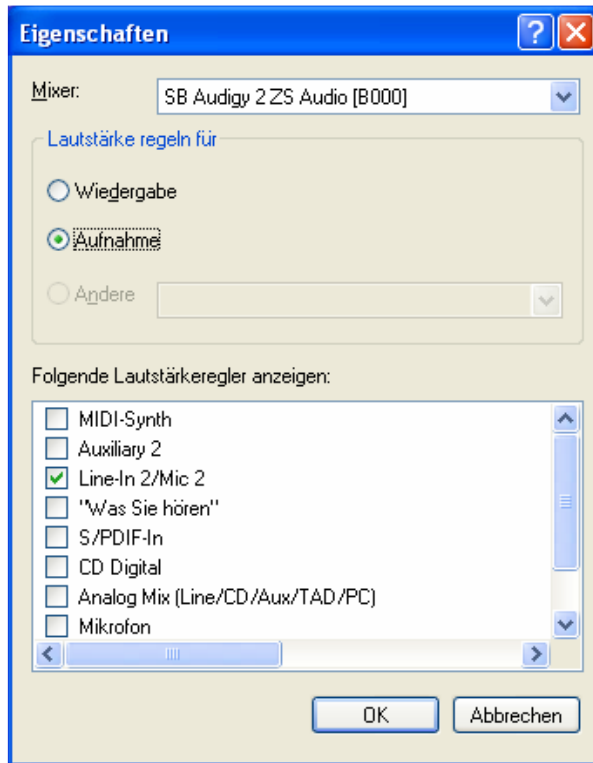 Eigenschaften
Mixer: SB Audigy 2 ZS Audio [B000]
Lautstärke regeln für
Wiedergabe
Aufnahme
Andere
Folgende Lautstärkeregler anzeigen:
MIDI-Synth
Auxiliary 2
Line-In 2/Mic 2
"Was Sie hören"
S/PDIF-In
CD Digital
Analog Mix (Line/CD/Aux/TAD/PC)
Mikrofon
OK Abbrechen